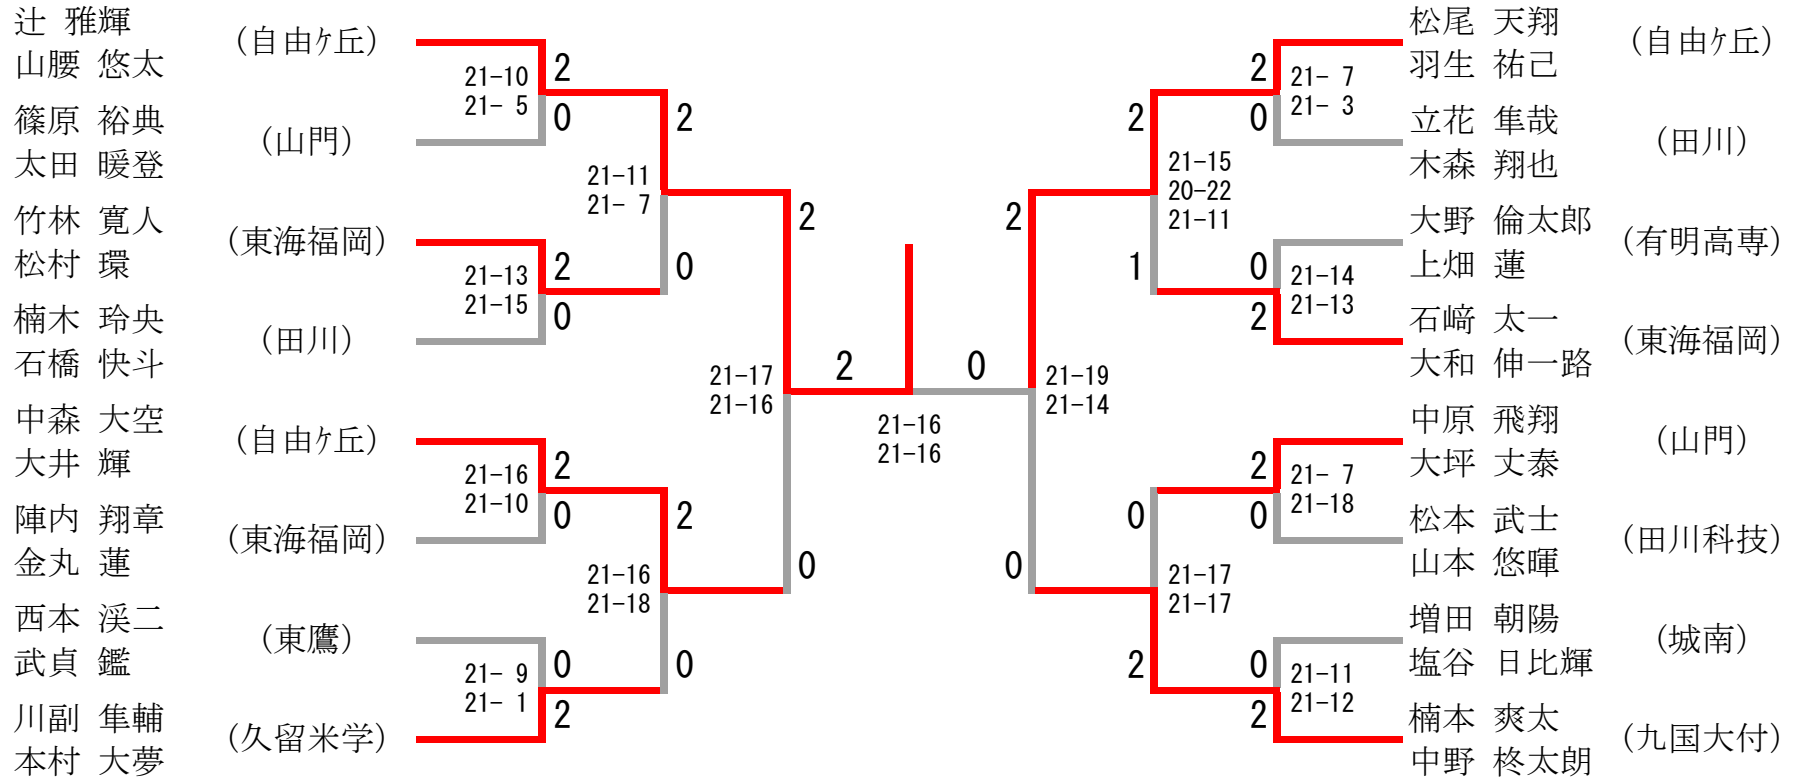 辻 雅輝
山腰 悠太
(自由ケ丘)
篠原 裕典
太田 暖登
(山門)
竹林 寛人
松村 環
(東海福岡)
楠木 玲央
石橋 快斗
(田川)
中森 大空
大井 輝
(自由ケ丘)
陣内 翔章
金丸 蓮
(東海福岡)
西本 渓二
武貞 鑑
(東鷹)
川副 隼輔
本村 大夢
(久留米学)
21-10
21- 5
2
0
21-13
21-15
2
0
21-16
21-10
2
0
21- 9
21- 1
0
2
21-11
21- 7
2
0
21-16
21-18
2
0
21-17
21-16
2
0
2
0
21-16
21-16
2
0
21-19
21-14
2
1
21-15
20-22
21-11
0
2
21-17
21-17
2
0
21- 7
21- 3
0
2
21-14
21-13
2
0
21- 7
21-18
0
2
21-11
21-12
松尾 天翔
羽生 祐己
(自由ケ丘)
立花 隼哉
木森 翔也
(田川)
大野 倫太郎
上畑 蓮
(有明高専)
石﨑 太一
大和 伸一路
(東海福岡)
中原 飛翔
大坪 丈泰
(山門)
松本 武士
山本 悠暉
(田川科技)
増田 朝陽
塩谷 日比輝
(城南)
楠本 爽太
中野 柊太朗
(九国大付)